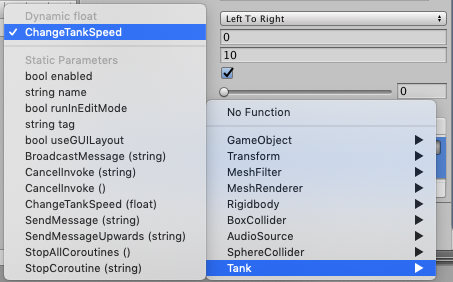 Dynamic float
ChangeTankSpeed
Static Parameters
bool enabled
string name
bool runInEditMode
string tag
bool useGUILayout
BroadcastMessage (string)
CancelInvoke (string)
CancelInvoke ()
ChangeTankSpeed (float)
SendMessage (string)
SendMessageUpwards (string)
StopAllCoroutines ()
StopCoroutine (string)
Left To Right
0
10
0
No Function
GameObject
Transform
MeshFilter
MeshRenderer
Rigidbody
BoxCollider
AudioSource
SphereCollider
Tank